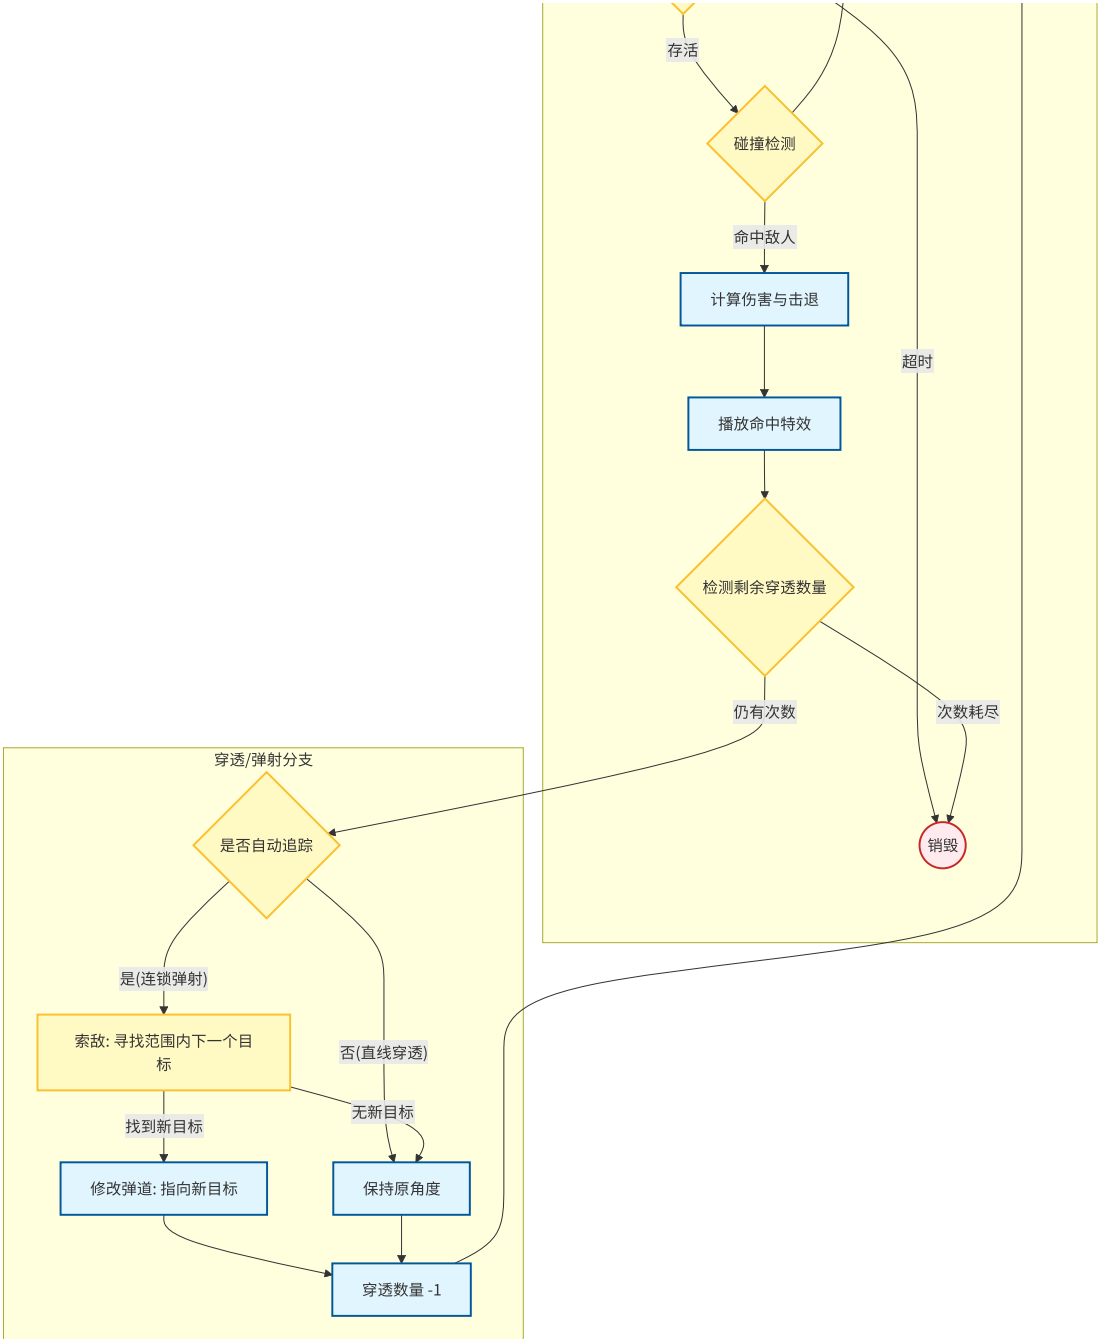 存活
碰撞检测
命中敌人
计算伤害与击退
超时
播放命中特效
检测剩余穿透数量
仍有次数
次数耗尽
销毁
穿透/弹射分支
是否自动追踪
是(连锁弹射)
索敌: 寻找范围内下一个目
标
否(直线穿透)
无新目标
找到新目标
修改弹道: 指向新目标
保持原角度
穿透数量 -1